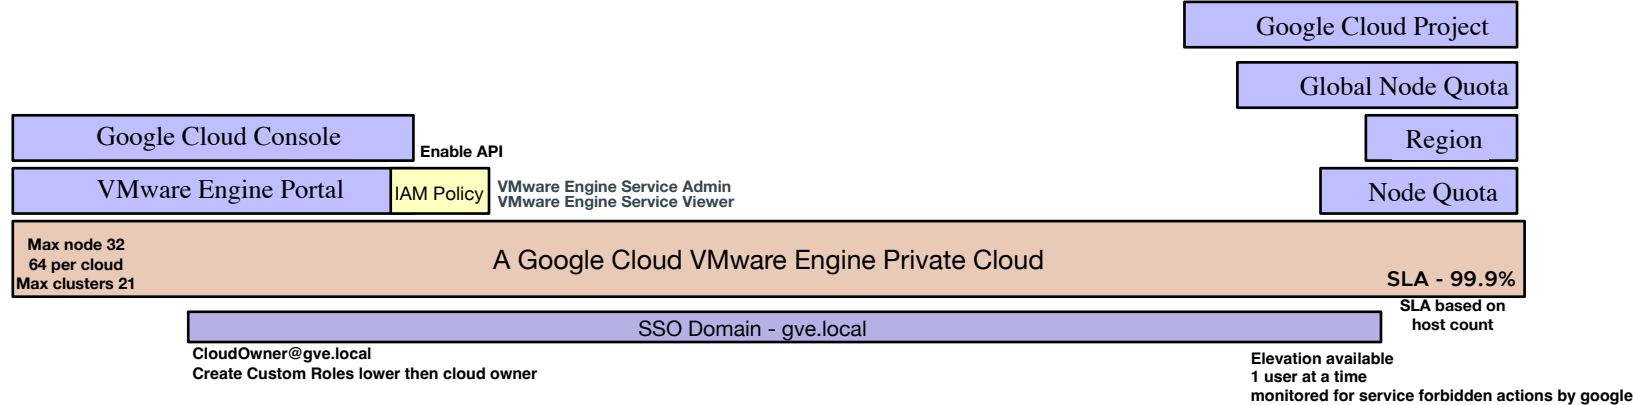 Google Cloud Project
Global Node Quota
Google Cloud Console
Enable API
Region
VMware Engine Portal
IAM Policy
VMware Engine Service Admin
VMware Engine Service Viewer
Node Quota
Max node 32
64 per cloud
Max clusters 21
A Google Cloud VMware Engine Private Cloud
SLA - 99.9%
SLA based on
host count
SSO Domain - gve.local
CloudOwner@gve.local
Create Custom Roles lower then cloud owner
Elevation available
1 user at a time
monitored for service forbidden actions by google